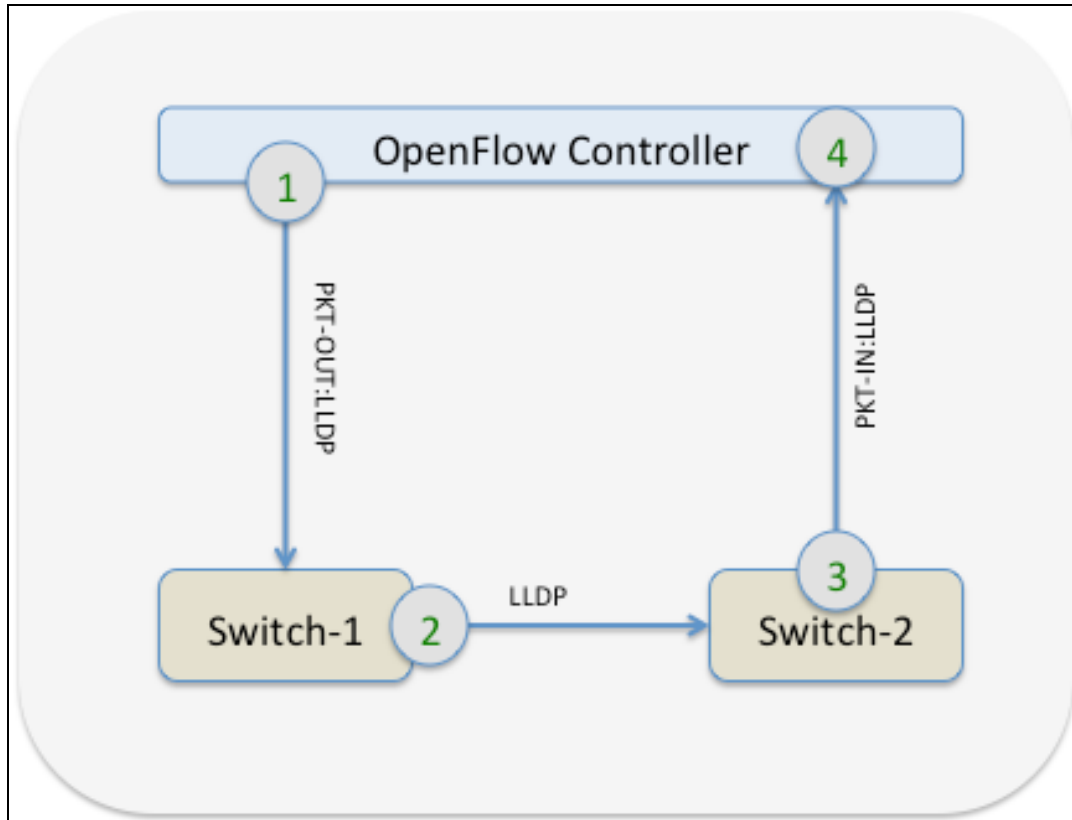 OpenFlow Controller
4
1
PKT-OUT:LLDP
PKT-IN:LLDP
Switch-1
2
LLDP
3
Switch-2